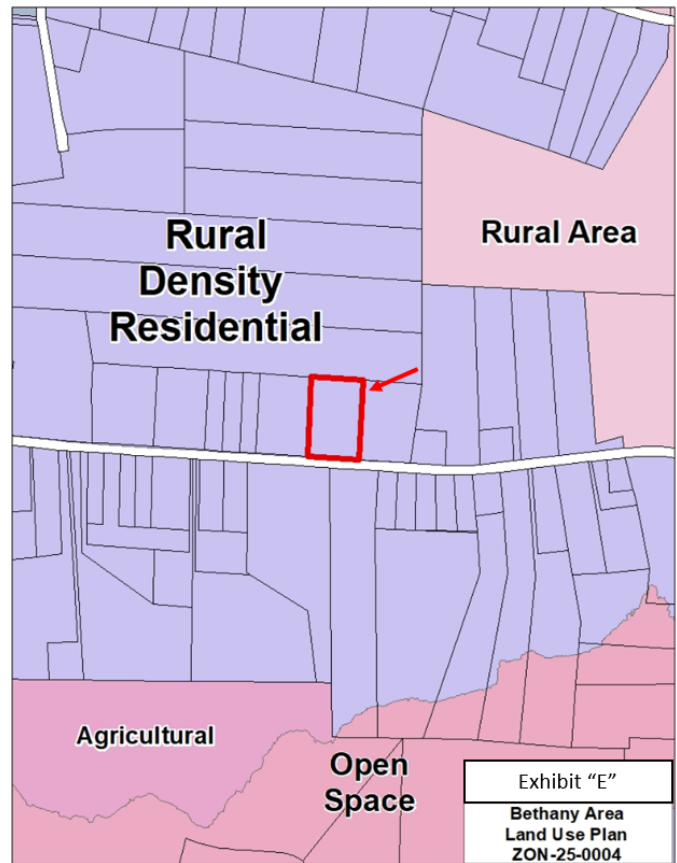 Rural
Density
Residential
Rural Area
Agricultural
Open
Space
Exhibit “E”
Bethany Area
Land Use Plan
ZON-25-0004